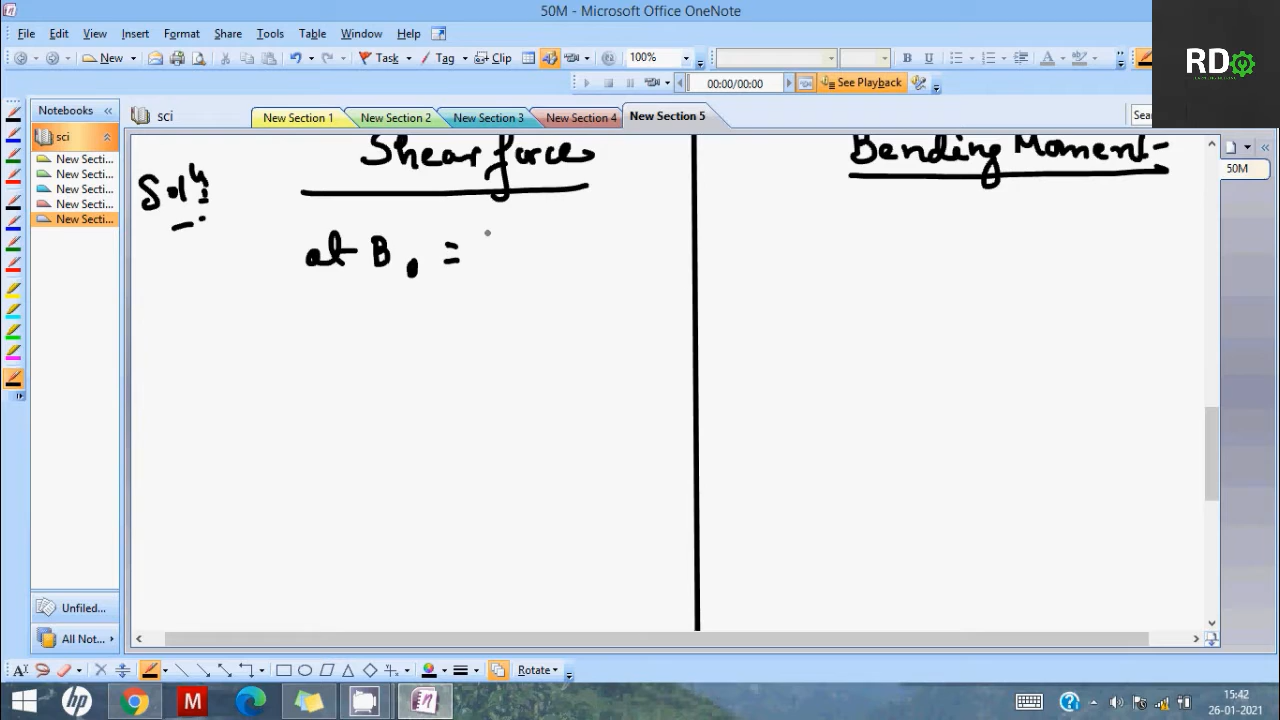 50M - Microsoft Office OneNote
File Edit View Insert Format Share Tools Table Window Help
New Task Tag Clip 100% B U A
00:00/00:00 See Playback
RD
Notebooks
sci New Section 1 New Section 2 New Section 3 New Section 4 New Section 5 Sea
sci
New Secti...
New Secti...
New Secti...
New Secti...
New Secti...
50M
Shear force Bending Moment-
Solⁿ:
at B, =
Unfiled...
All Not...
Rotate
15:42
26-01-2021